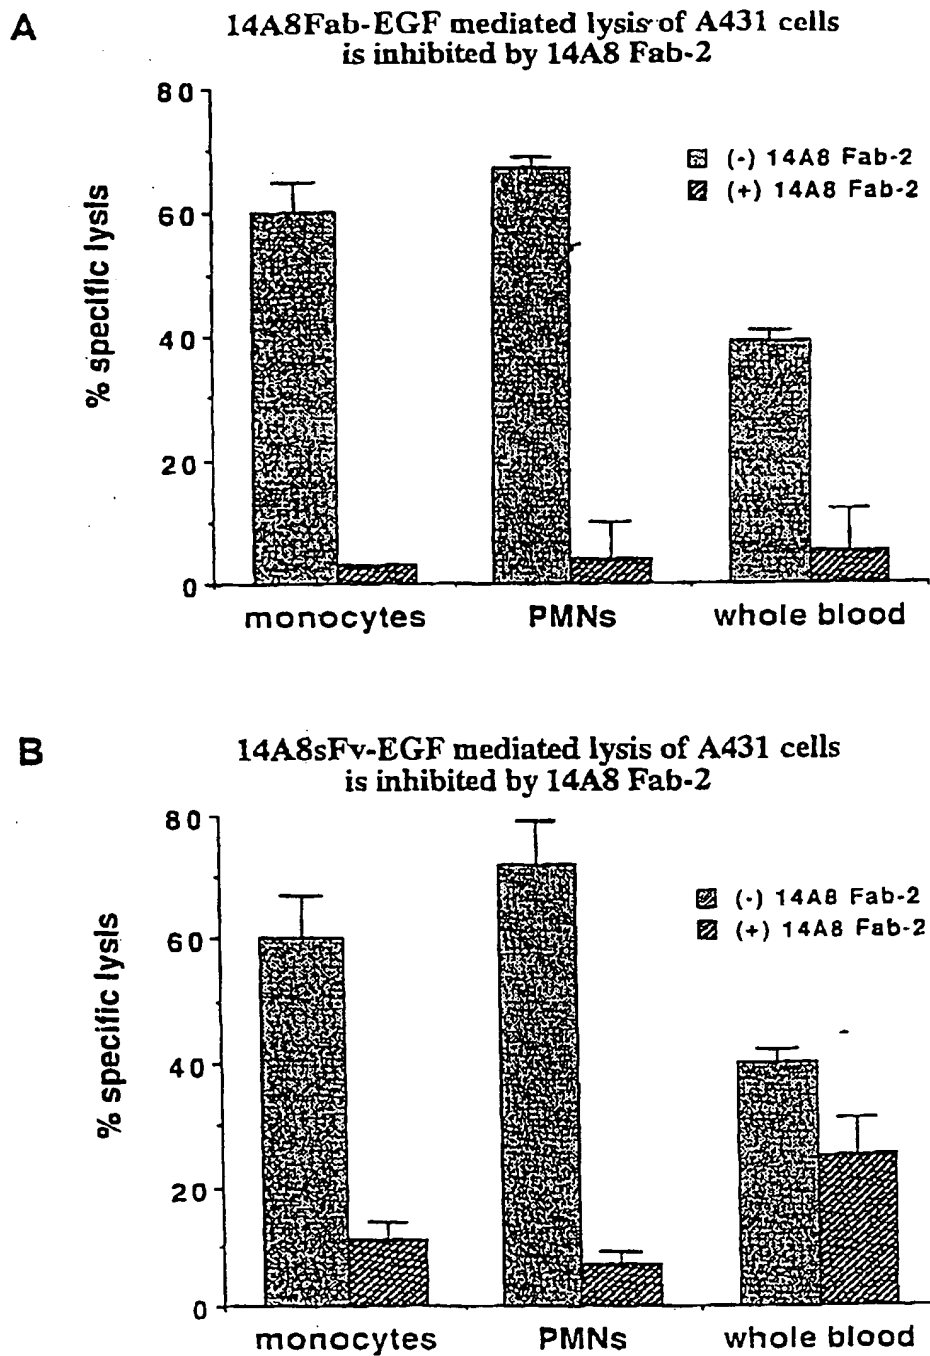 A
14A8Fab-EGF mediated lysis of A431 cells
is inhibited by 14A8 Fab-2
80
60
40
20
0
% specific lysis
(-) 14A8 Fab-2
(+) 14A8 Fab-2
monocytes PMNs whole blood
B
14A8sFv-EGF mediated lysis of A431 cells
is inhibited by 14A8 Fab-2
80
60
40
20
0
% specific lysis
(-) 14A8 Fab-2
(+) 14A8 Fab-2
monocytes PMNs whole blood